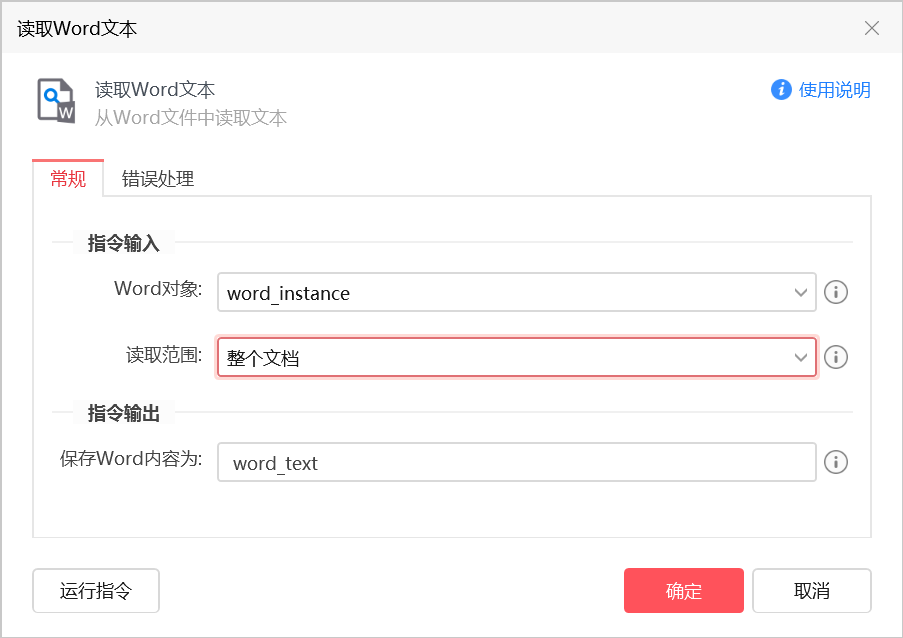 读取Word文本
读取Word文本
从Word文件中读取文本
使用说明
常规 错误处理
指令输入
Word对象: word_instance
读取范围: 整个文档
指令输出
保存Word内容为: word_text
运行指令 确定 取消